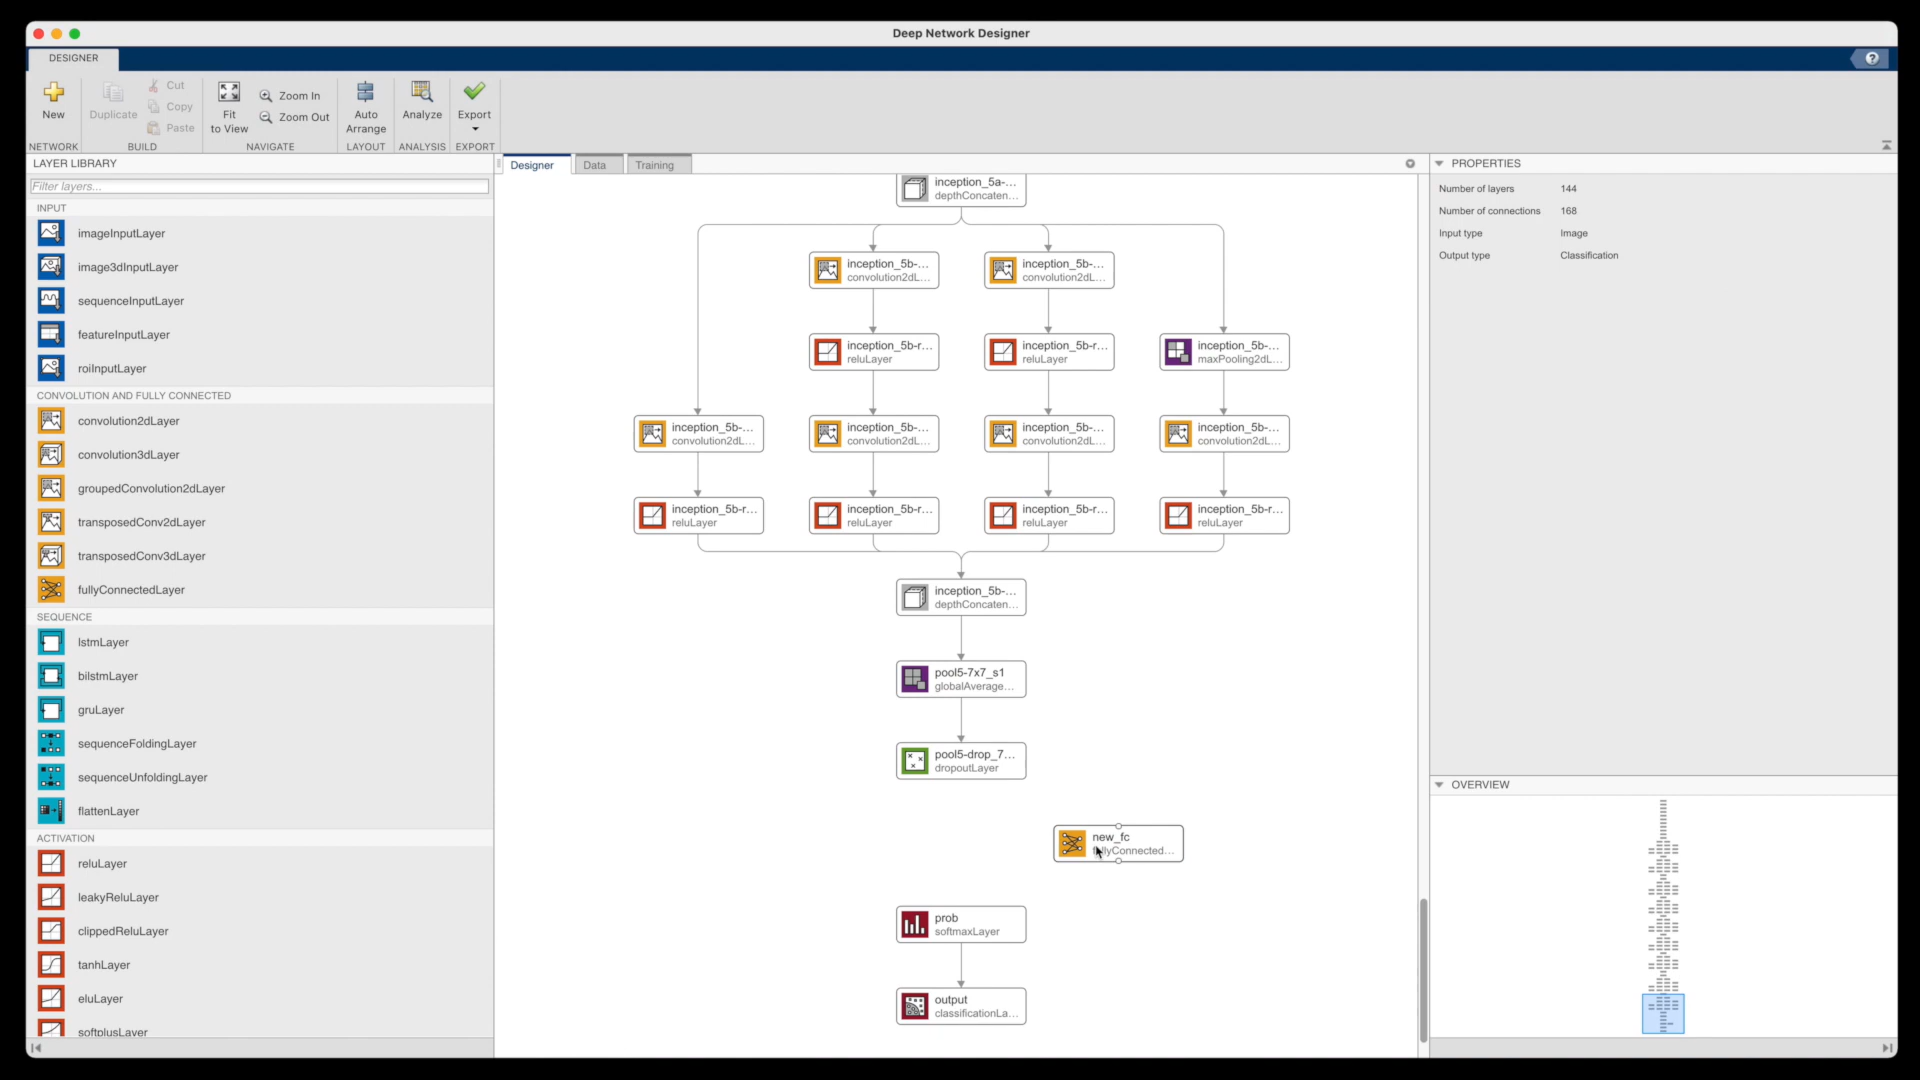 Deep Network Designer
DESIGNER
New
Duplicate
Cut
Copy
Paste
Fit
to View
Zoom In
Zoom Out
Auto
Arrange
Analyze
Export
NETWORK
BUILD
NAVIGATE
LAYOUT
ANALYSIS
EXPORT
LAYER LIBRARY
Filter layers...
INPUT
imageInputLayer
image3dInputLayer
sequenceInputLayer
featureInputLayer
roiInputLayer
CONVOLUTION AND FULLY CONNECTED
convolution2dLayer
convolution3dLayer
groupedConvolution2dLayer
transposedConv2dLayer
transposedConv3dLayer
fullyConnectedLayer
SEQUENCE
lstmLayer
bilstmLayer
gruLayer
sequenceFoldingLayer
sequenceUnfoldingLayer
flattenLayer
ACTIVATION
reluLayer
leakyReluLayer
clippedReluLayer
tanhLayer
eluLayer
softplusLayer
Designer
Data
Training
inception_5a-...
depthConcaten...
inception_5b-...
convolution2dL...
inception_5b-...
convolution2dL...
inception_5b-r...
reluLayer
inception_5b-r...
reluLayer
inception_5b-...
maxPooling2dL...
inception_5b-...
convolution2dL...
inception_5b-...
convolution2dL...
inception_5b-...
convolution2dL...
inception_5b-...
convolution2dL...
inception_5b-r...
reluLayer
inception_5b-r...
reluLayer
inception_5b-r...
reluLayer
inception_5b-r...
reluLayer
inception_5b-...
depthConcaten...
pool5-7x7_s1
globalAverage...
pool5-drop_7...
dropoutLayer
new_fc
fullyConnected...
prob
softmaxLayer
output
classificationLa...
PROPERTIES
Number of layers 144
Number of connections 168
Input type Image
Output type Classification
OVERVIEW